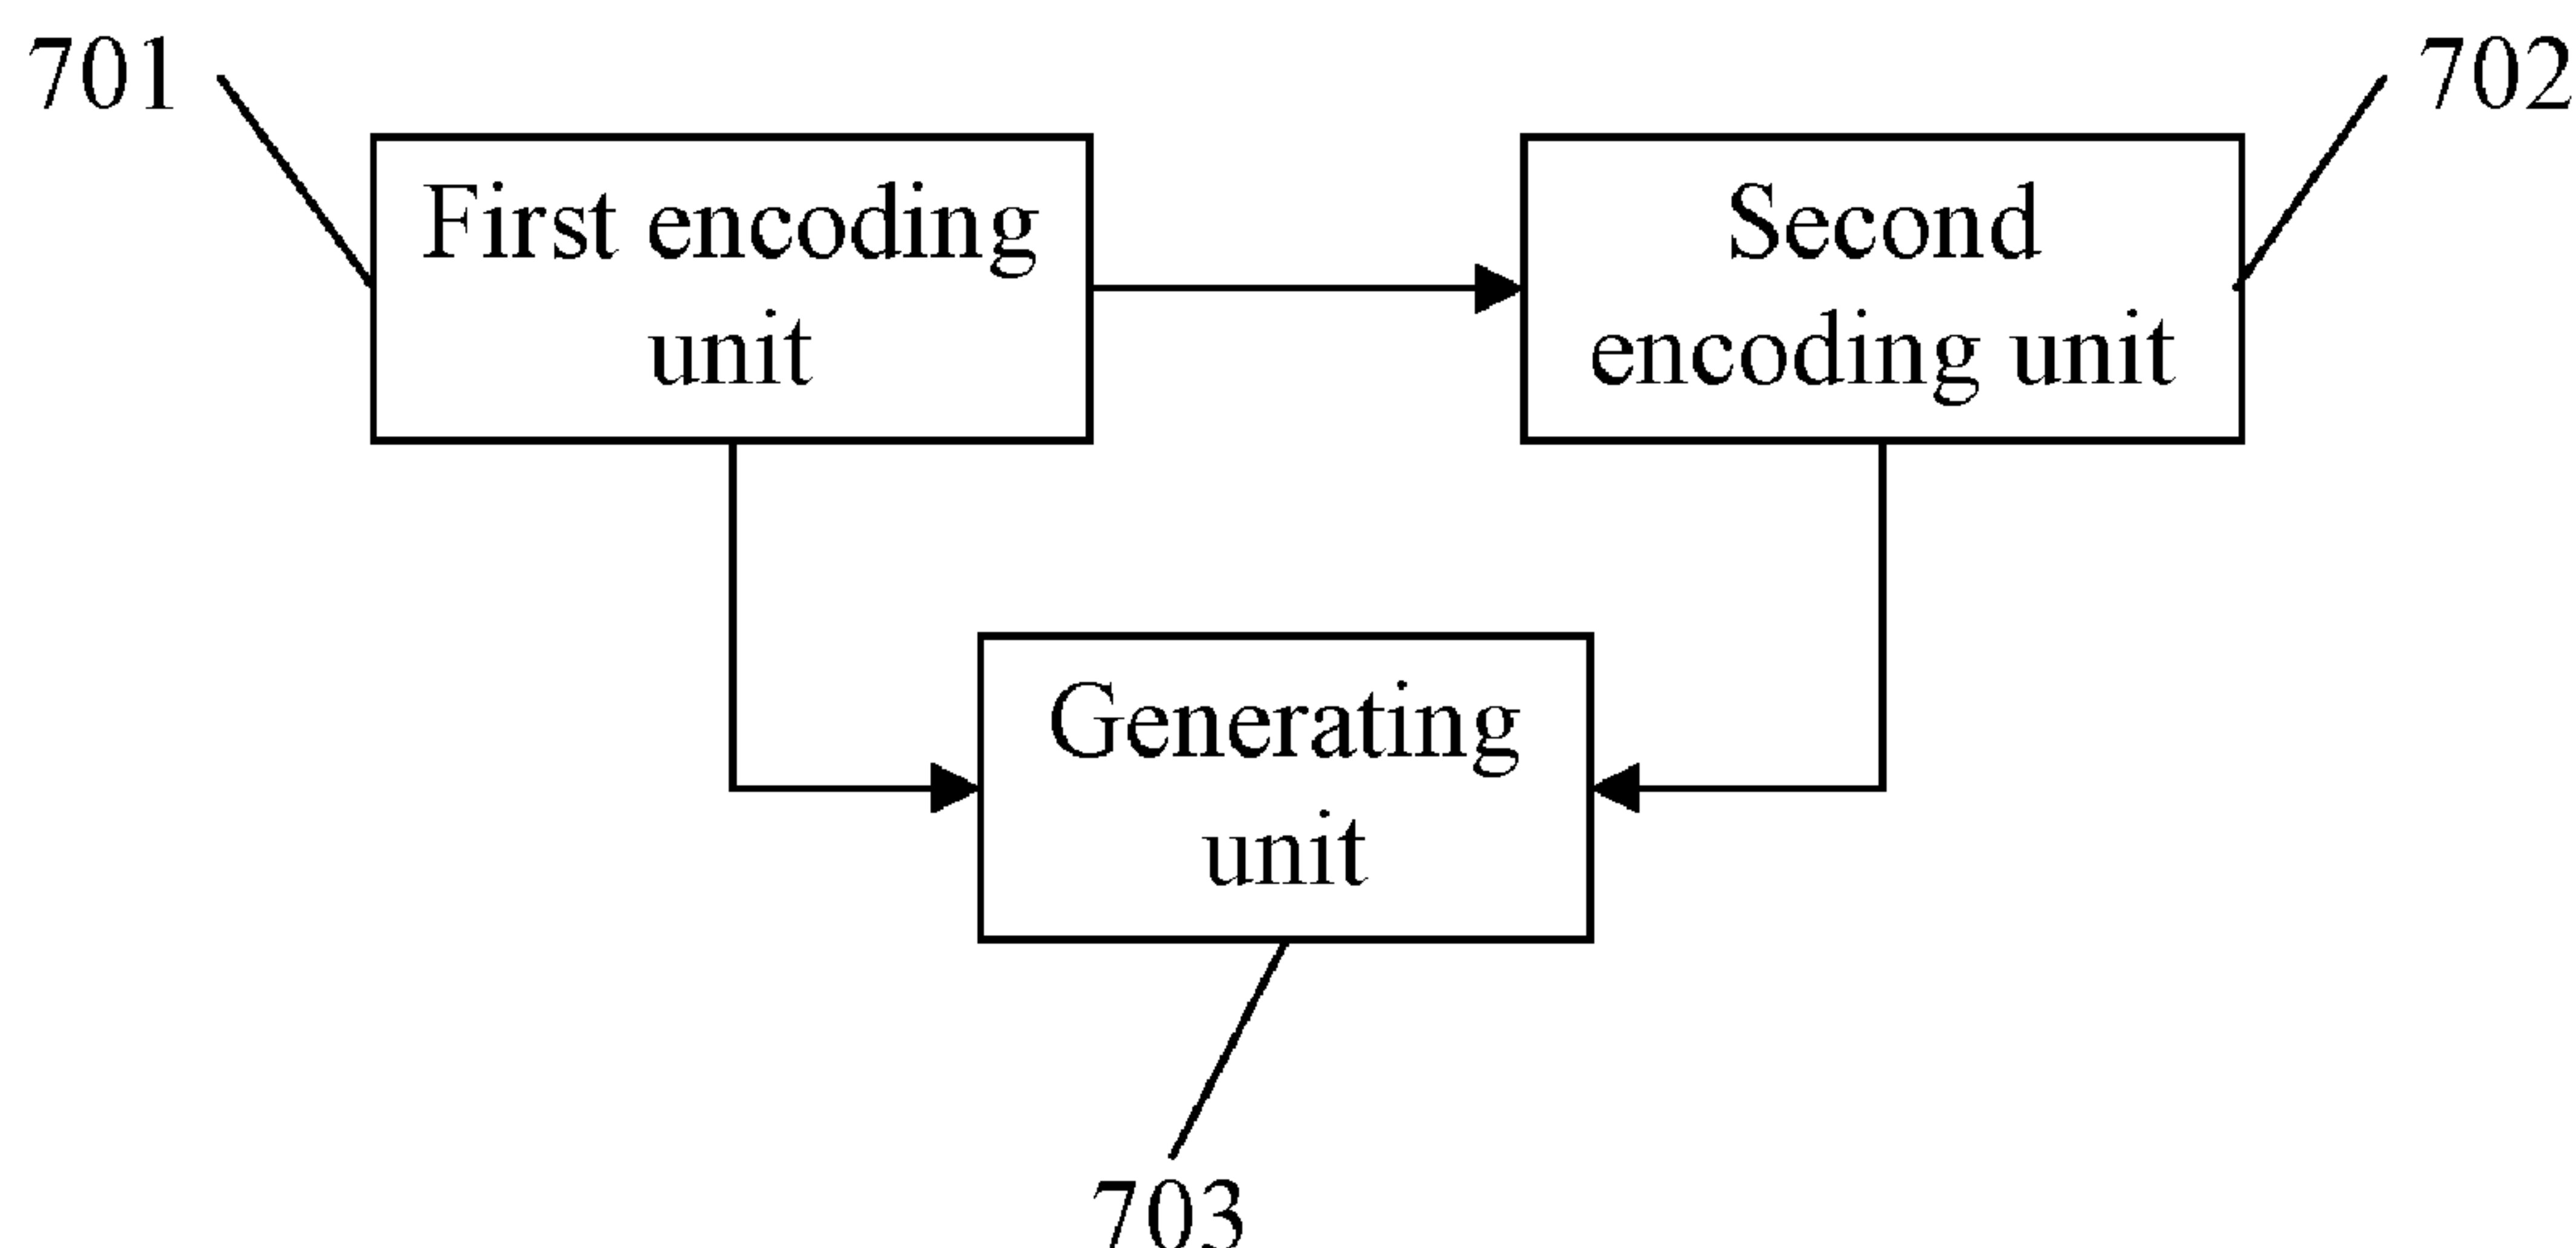 701
702
First encoding
unit
Second
encoding unit
Generating
unit
703